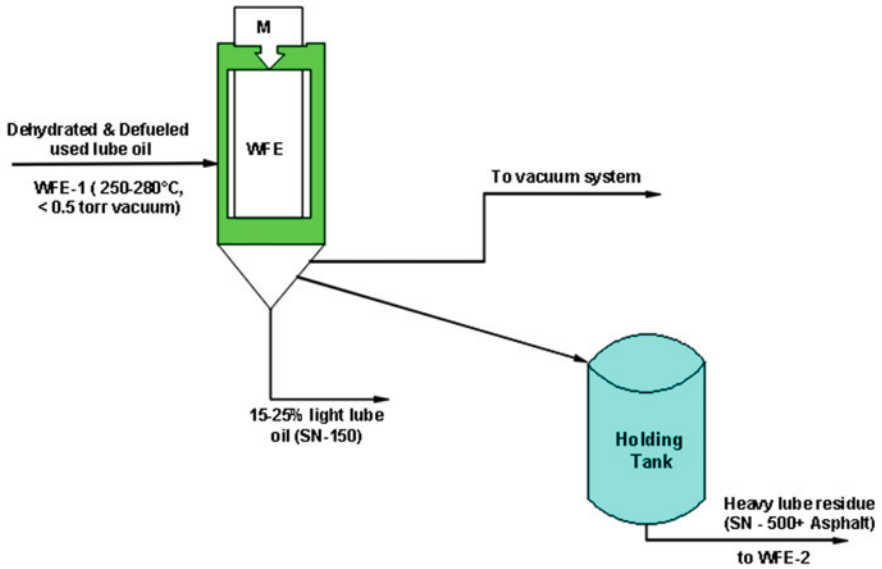 M
WFE
Dehydrated & Defueled
used lube oil
WFE-1 ( 250-280°C,
< 0.5 torr vacuum)
To vacuum system
15-25% light lube
oil (SN-150)
Holding
Tank
Heavy lube residue
(SN - 500+ Asphalt)
to WFE-2